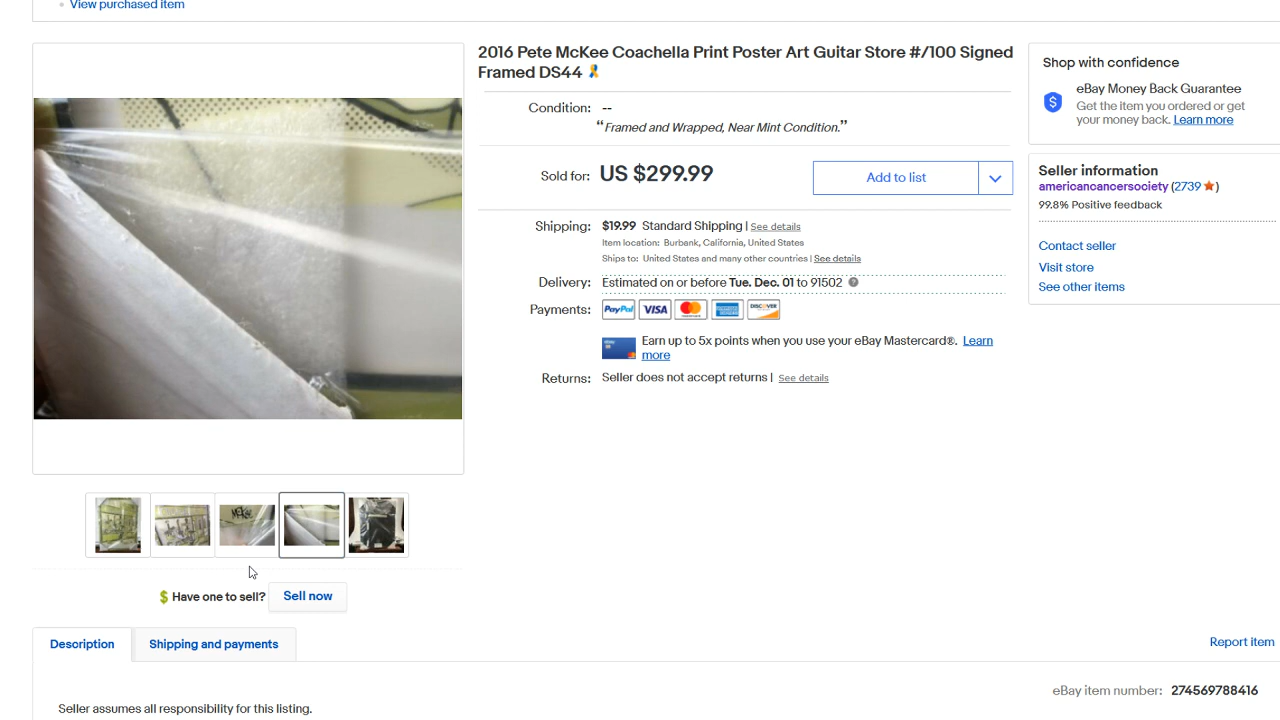 View purchased item
2016 Pete McKee Coachella Print Poster Art Guitar Store #/100 Signed
Framed DS44
Shop with confidence
eBay Money Back Guarantee
Get the item you ordered or get
your money back. Learn more
Condition: --
“Framed and Wrapped, Near Mint Condition.”
Sold for: US $299.99
Add to list
Seller information
americancancersociety (2739)
99.8% Positive feedback
Contact seller
Visit store
See other items
Shipping: $19.99 Standard Shipping | See details
Item location: Burbank, California, United States
Ships to: United States and many other countries | See details
Delivery: Estimated on or before Tue. Dec. 01 to 91502
Payments: PayPal VISA MasterCard AMERICAN EXPRESS DISCOVER
Earn up to 5x points when you use your eBay Mastercard®. Learn
more
Returns: Seller does not accept returns | See details
McKee
$ Have one to sell? Sell now
Description
Shipping and payments
Report item
eBay item number: 274569788416
Seller assumes all responsibility for this listing.